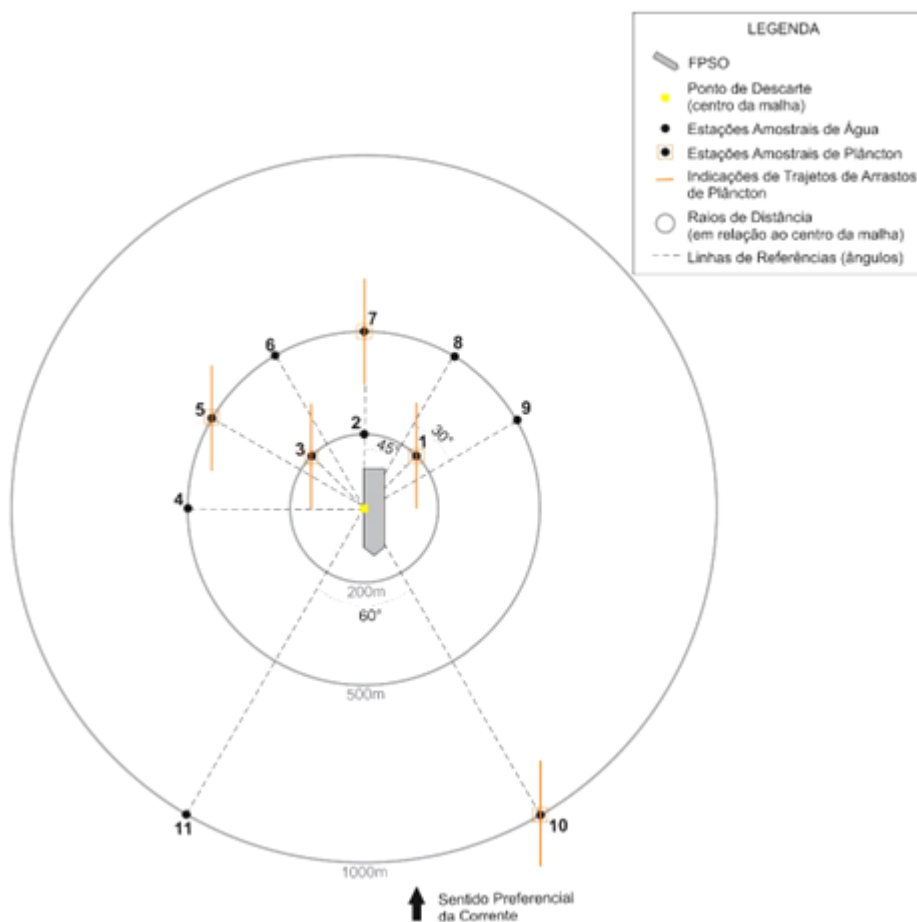 LEGENDA
FPSO
Ponto de Descarte
(centro da malha)
Estações Amostrais de Água
Estações Amostrais de Plâncton
Indicações de Trajetos de Arrastos
de Plâncton
Raios de Distância
(em relação ao centro da malha)
Linhas de Referências (ângulos)
7
6
8
5
9
2
3
45°
1
30°
4
200m
60°
500m
11
10
1000m
Sentido Preferencial
da Corrente